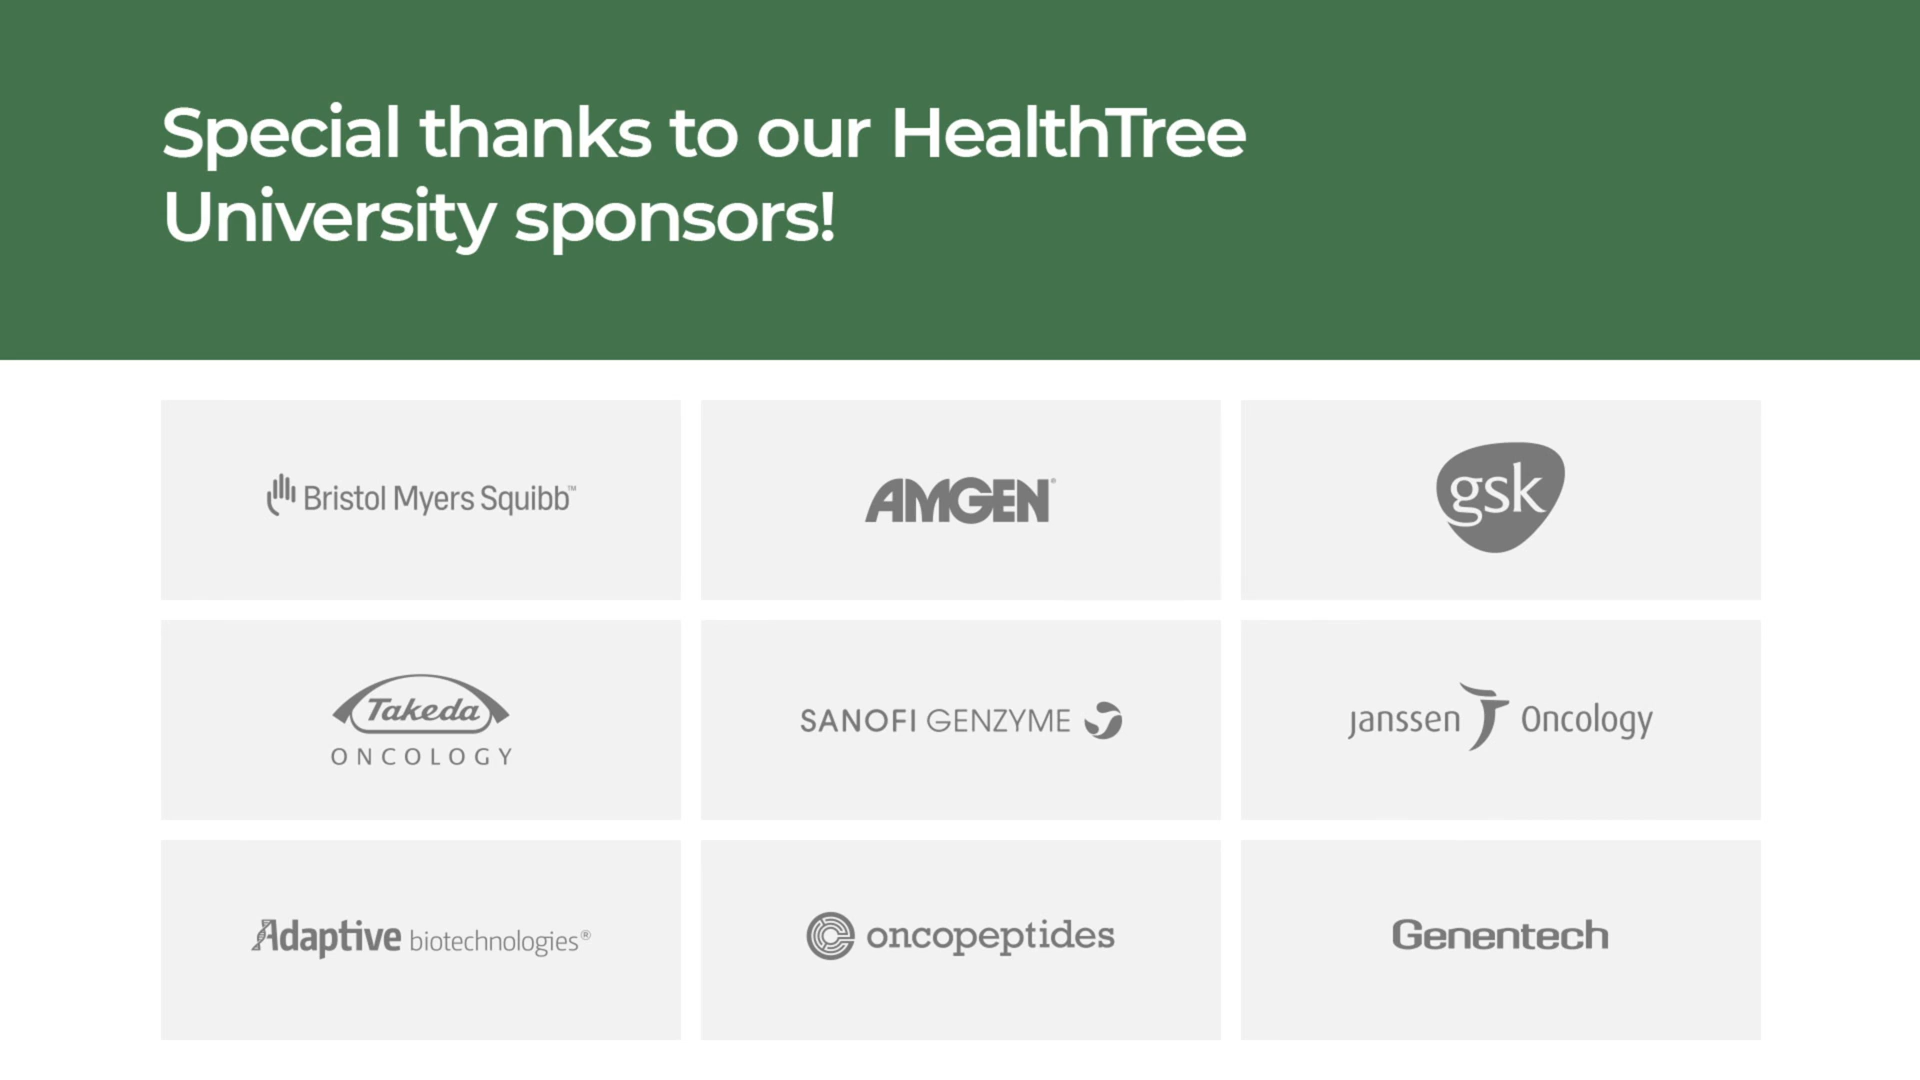 Special thanks to our HealthTree
University sponsors!
Bristol Myers Squibb™
AMGEN®
gsk
Takeda
ONCOLOGY
SANOFI GENZYME
janssen Oncology
Adaptive biotechnologies®
oncopeptides
Genentech